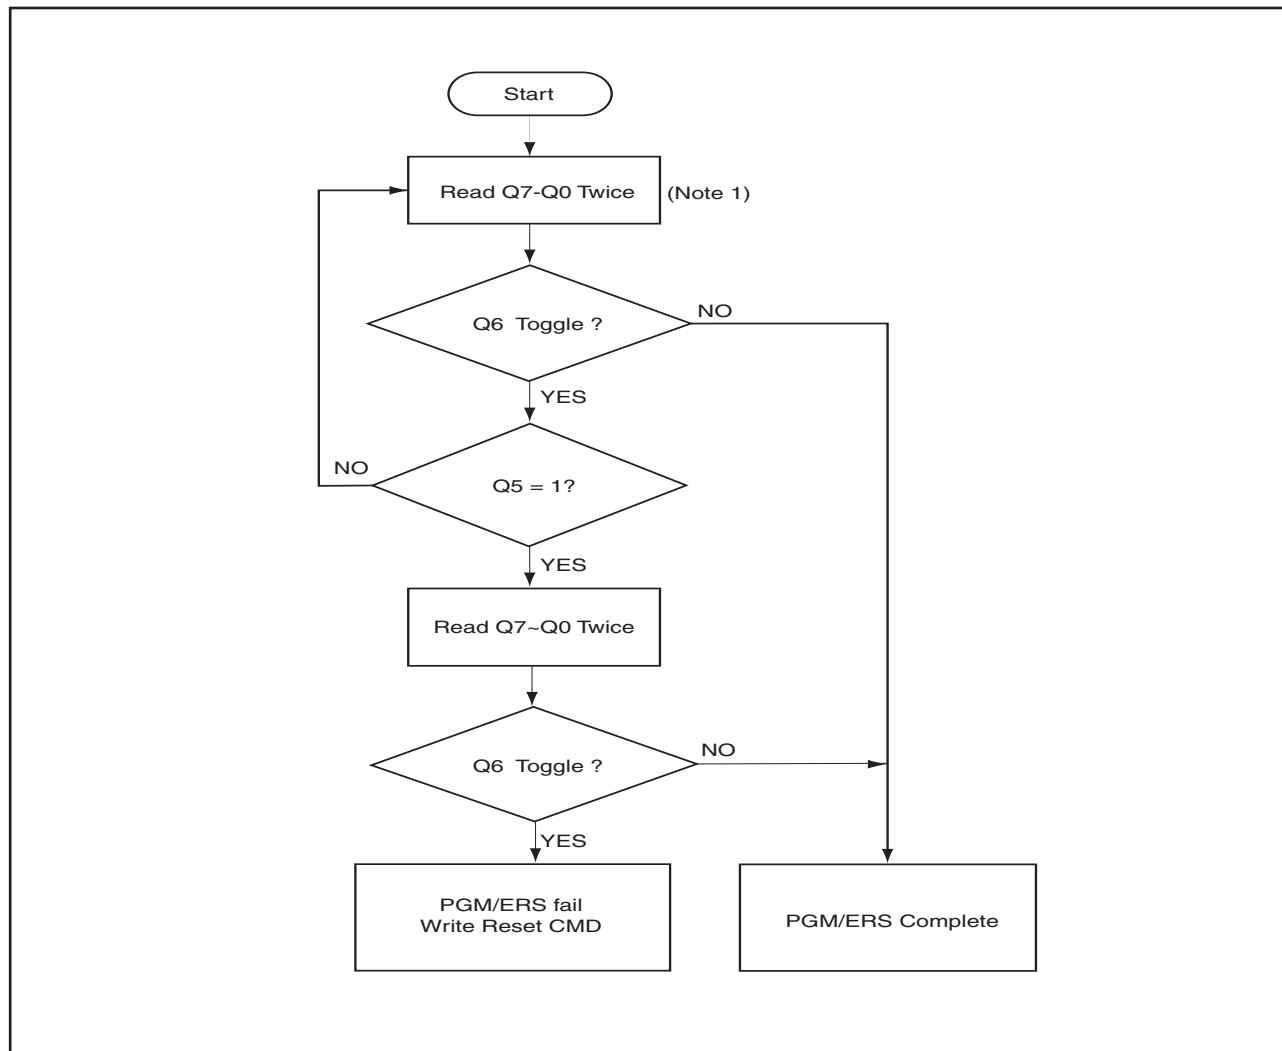 Start
Read Q7-Q0 Twice
(Note 1)
Q6 Toggle ?
NO
YES
NO
Q5 = 1?
YES
Read Q7~Q0 Twice
Q6 Toggle ?
NO
YES
PGM/ERS fail
Write Reset CMD
PGM/ERS Complete